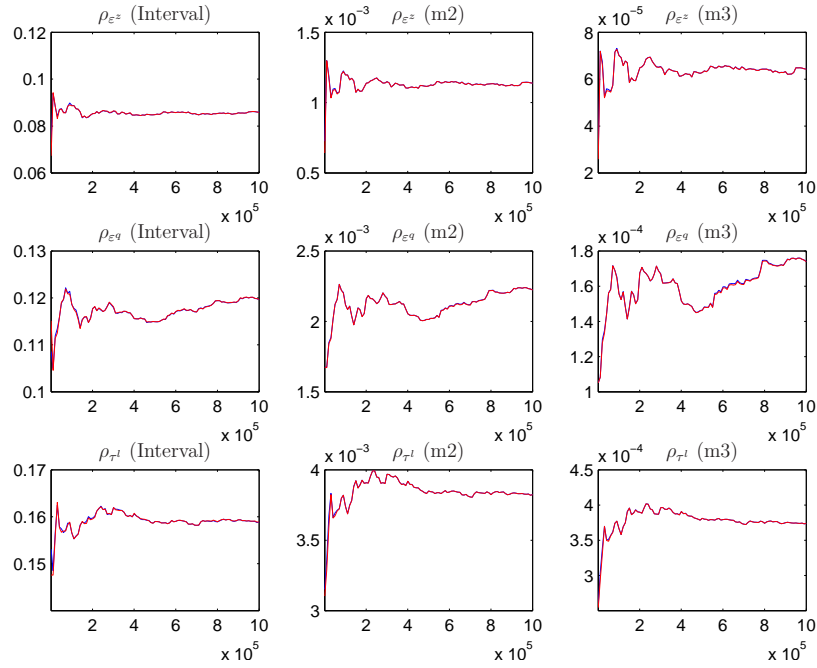 ρ_{ε^z} (Interval)
0.12
0.1
0.08
0.06
2 4 6 8 10
x 10^5
ρ_{ε^z} (m2)
x 10^-3
1.5
1
0.5
2 4 6 8 10
x 10^5
ρ_{ε^z} (m3)
x 10^-5
8
6
4
2
2 4 6 8 10
x 10^5
ρ_{ε^q} (Interval)
0.13
0.12
0.11
0.1
2 4 6 8 10
x 10^5
ρ_{ε^q} (m2)
x 10^-3
2.5
2
1.5
2 4 6 8 10
x 10^5
ρ_{ε^q} (m3)
x 10^-4
1.8
1.6
1.4
1.2
1
2 4 6 8 10
x 10^5
ρ_{τ^l} (Interval)
0.17
0.16
0.15
2 4 6 8 10
x 10^5
ρ_{τ^l} (m2)
x 10^-3
4
3.5
3
2 4 6 8 10
x 10^5
ρ_{τ^l} (m3)
x 10^-4
4.5
4
3.5
3
2 4 6 8 10
x 10^5